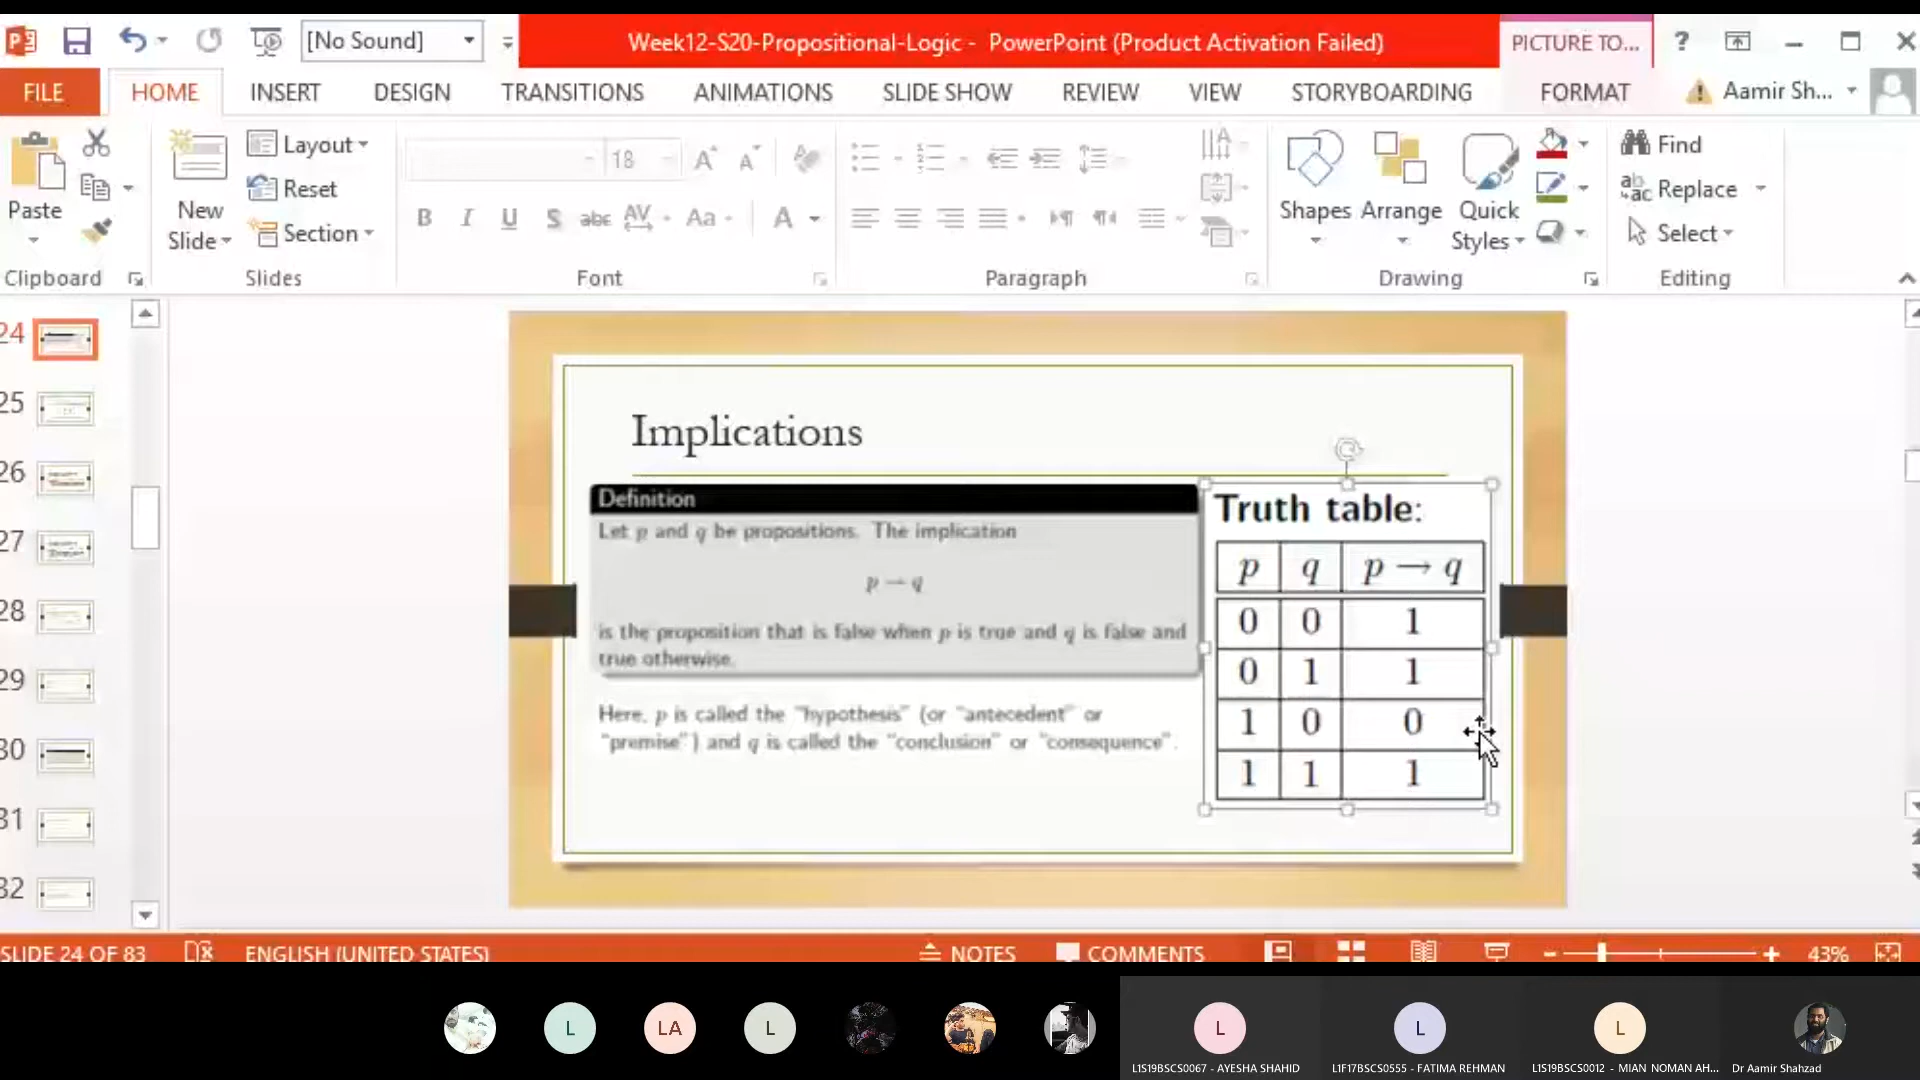 [No Sound]
Week12-S20-Propositional-Logic - PowerPoint (Product Activation Failed)
PICTURE TO...
?
FILE HOME INSERT DESIGN TRANSITIONS ANIMATIONS SLIDE SHOW REVIEW VIEW STORYBOARDING FORMAT Aamir Sh...
Paste
New
Slide
Layout
Reset
Section
18
B I U S abc AV Aa A
Shapes Arrange Quick
Styles
Find
Replace
Select
Clipboard Slides Font Paragraph Drawing Editing
24
25
26
27
28
29
30
31
32
Implications
Definition
Let p and q be propositions. The implication
p → q
is the proposition that is false when p is true and q is false and
true otherwise.
Here, p is called the "hypothesis" (or "antecedent" or
"premise") and q is called the "conclusion" or "consequence".
Truth table:
p q p → q
0 0 1
0 1 1
1 0 0
1 1 1
SLIDE 24 OF 83 ENGLISH (UNITED STATES) NOTES COMMENTS 43%
L LA L L L L
L1S19BSCS0067 - AYESHA SHAHID L1F17BSCS0555 - FATIMA REHMAN L1S19BSCS0012 - MIAN NOMAN AH... Dr Aamir Shahzad